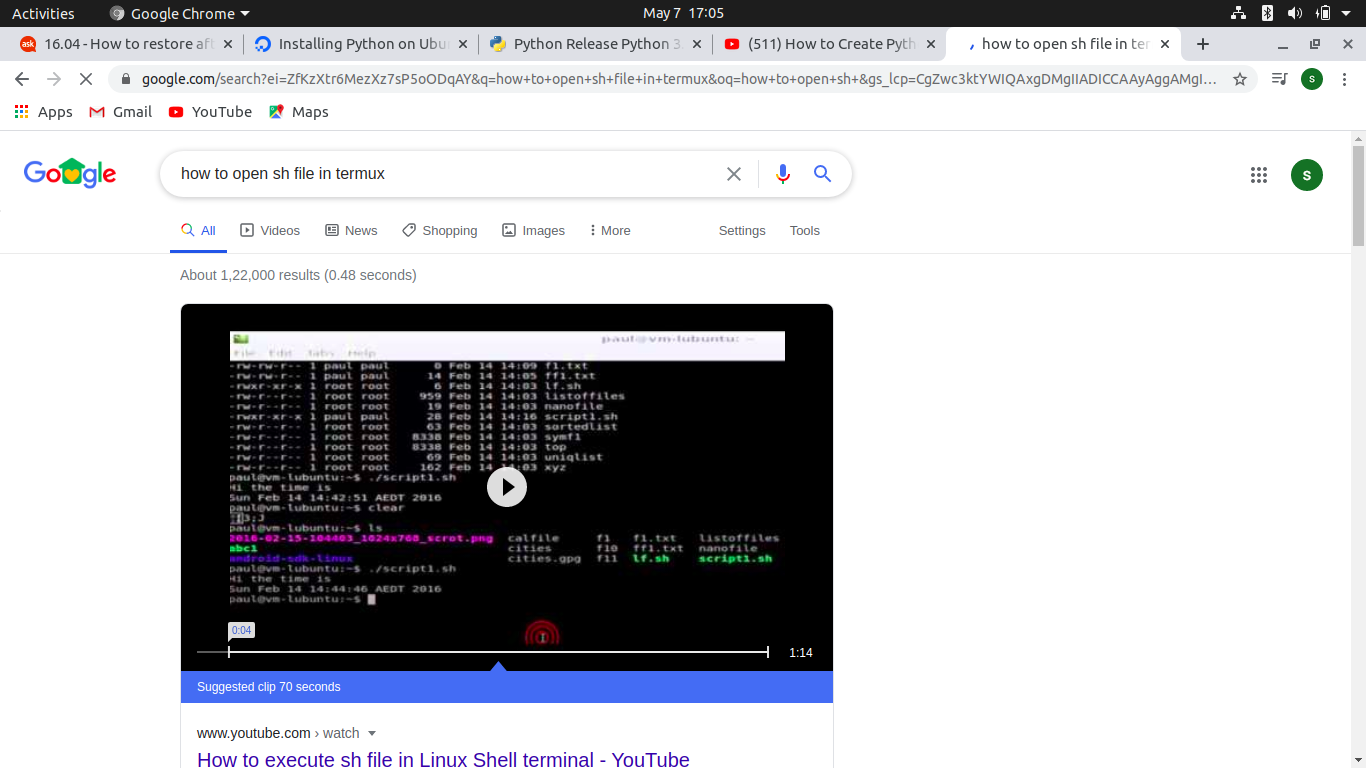 Activities Google Chrome May 7 17:05
16.04 - How to restore aft Installing Python on Ubu Python Release Python 3. (511) How to Create Pyth how to open sh file in ter
google.com/search?ei=ZfKzXtr6MezXz7sP5oODqAY&q=how+to+open+sh+file+in+termux&oq=how+to+open+sh+&gs_lcp=CgZwc3ktYWIQAxgDMgIIADICCAAyAggAMgI...
Apps Gmail YouTube Maps
Google how to open sh file in termux S
All Videos News Shopping Images More Settings Tools
About 1,22,000 results (0.48 seconds)
paul@vm-lubuntu: ~
File Edit Tabs Help
-rw-rw-r-- 1 paul paul 0 Feb 14 14:09 f1.txt
-rw-rw-r-- 1 paul paul 14 Feb 14 14:05 ff1.txt
-rwxr-xr-x 1 root root 6 Feb 14 14:03 lf.sh
-rw-r--r-- 1 root root 959 Feb 14 14:03 listoffiles
-rw-r--r-- 1 root root 19 Feb 14 14:03 nanofile
-rwxr-xr-x 1 paul paul 28 Feb 14 14:16 script1.sh
-rw-r--r-- 1 root root 63 Feb 14 14:03 sortedlist
-rw-r--r-- 1 root root 8338 Feb 14 14:03 symf1
-rw-r--r-- 1 root root 8338 Feb 14 14:03 top
-rw-r--r-- 1 root root 69 Feb 14 14:03 uniqlist
-rw-r--r-- 1 root root 162 Feb 14 14:03 xyz
paul@vm-lubuntu:~$ ./script1.sh
Hi the time is
Sun Feb 14 14:42:51 AEDT 2016
paul@vm-lubuntu:~$ clear
3;J
paul@vm-lubuntu:~$ ls
2016-02-15-104403_1024x768_scrot.png calfile f1 f1.txt listoffiles
abc1 cities f10 ff1.txt nanofile
android-sdk-linux cities.gpg f11 lf.sh script1.sh
paul@vm-lubuntu:~$ ./script1.sh
Hi the time is
Sun Feb 14 14:44:46 AEDT 2016
paul@vm-lubuntu:~$
0:04
1:14
Suggested clip 70 seconds
www.youtube.com › watch
How to execute sh file in Linux Shell terminal - YouTube